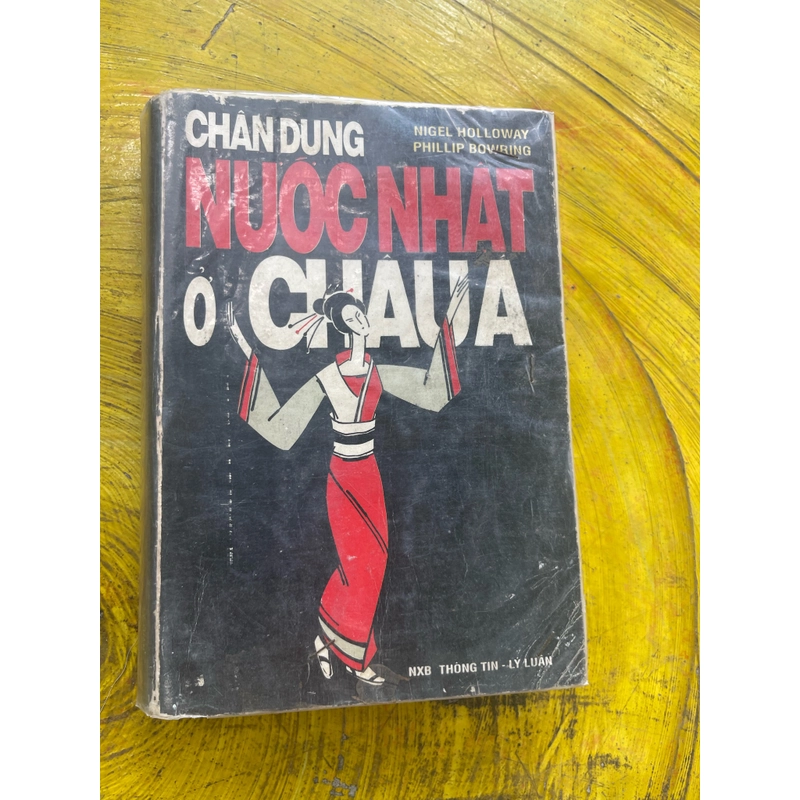 CHÂN DUNG
NIGEL HOLLOWAY
PHILLIP BOWRING
NƯỚC NHẬT
Ở CHÂU Á
NXB THÔNG TIN - LÝ LUẬN